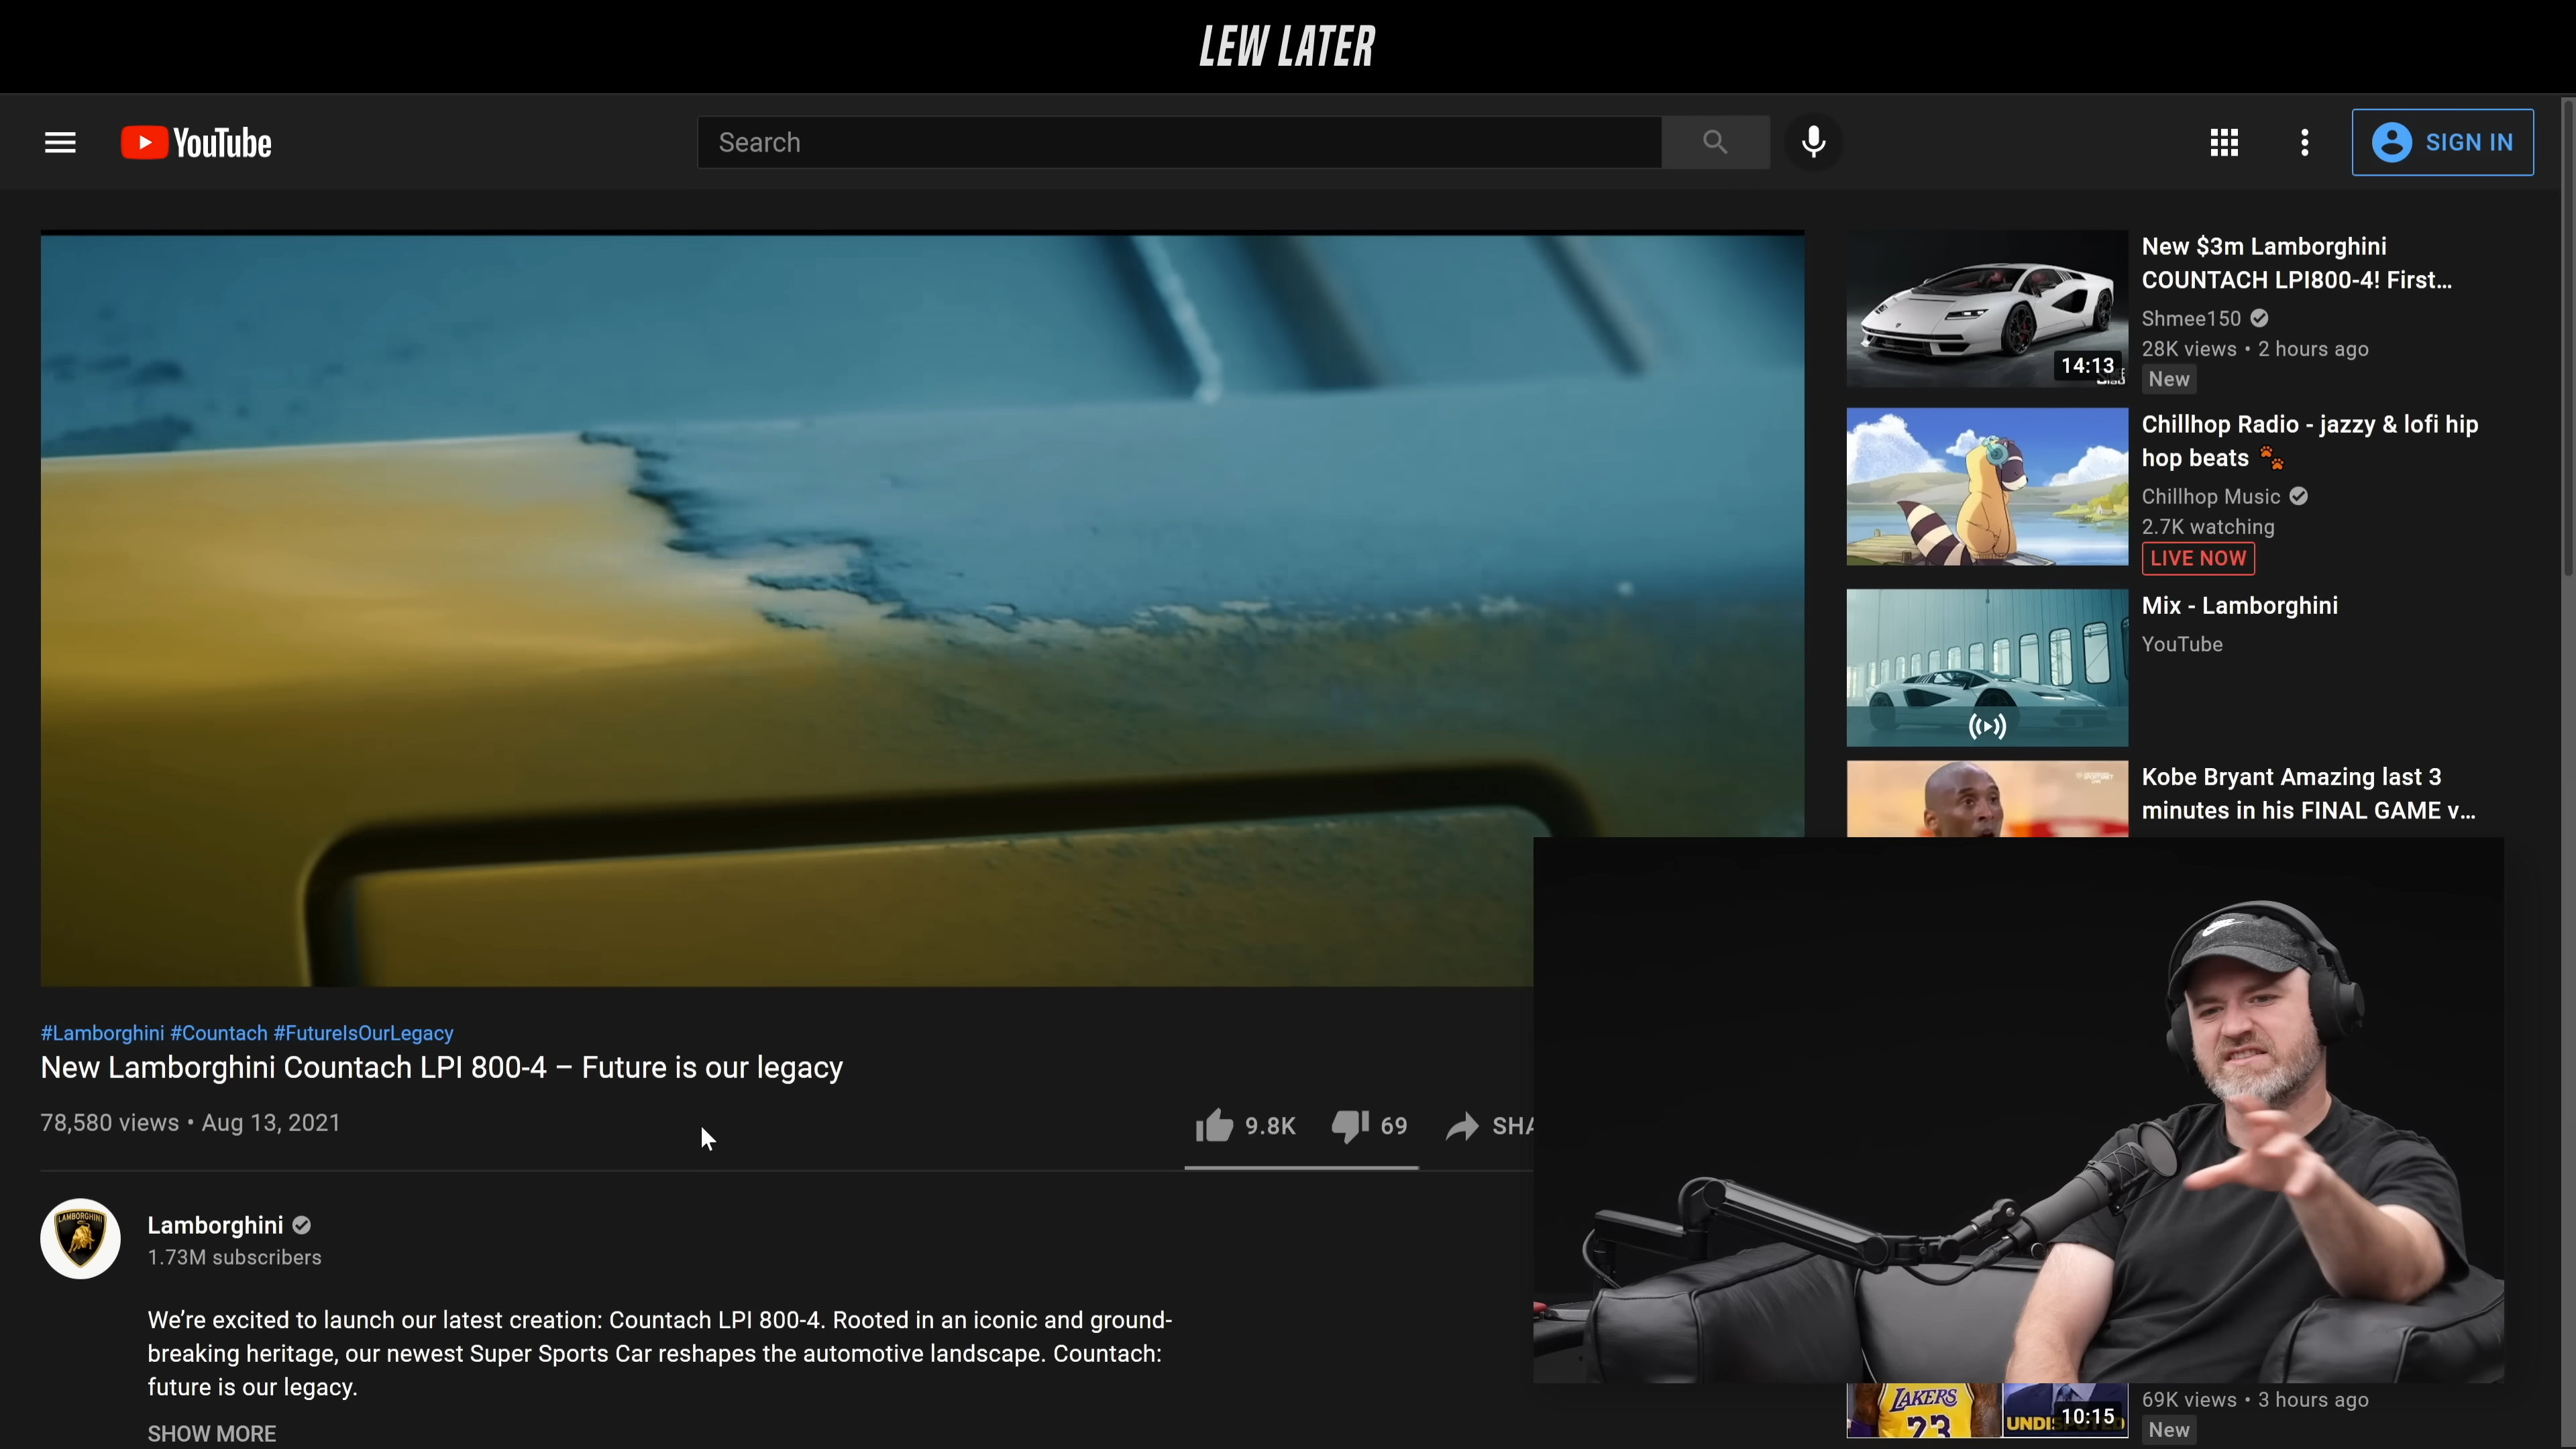 LEW LATER
YouTube
Search
SIGN IN
New $3m Lamborghini
COUNTACH LPI800-4! First...
Shmee150
28K views • 2 hours ago
New
14:13
Chillhop Radio - jazzy & lofi hip
hop beats
Chillhop Music
2.7K watching
LIVE NOW
Mix - Lamborghini
YouTube
Kobe Bryant Amazing last 3
minutes in his FINAL GAME v...
#Lamborghini #Countach #FutureIsOurLegacy
New Lamborghini Countach LPI 800-4 – Future is our legacy
78,580 views • Aug 13, 2021
9.8K
69
SHA
LAMBORGHINI
Lamborghini
1.73M subscribers
We’re excited to launch our latest creation: Countach LPI 800-4. Rooted in an iconic and ground-
breaking heritage, our newest Super Sports Car reshapes the automotive landscape. Countach:
future is our legacy.
SHOW MORE
LAKERS
23
10:15
69K views • 3 hours ago
New